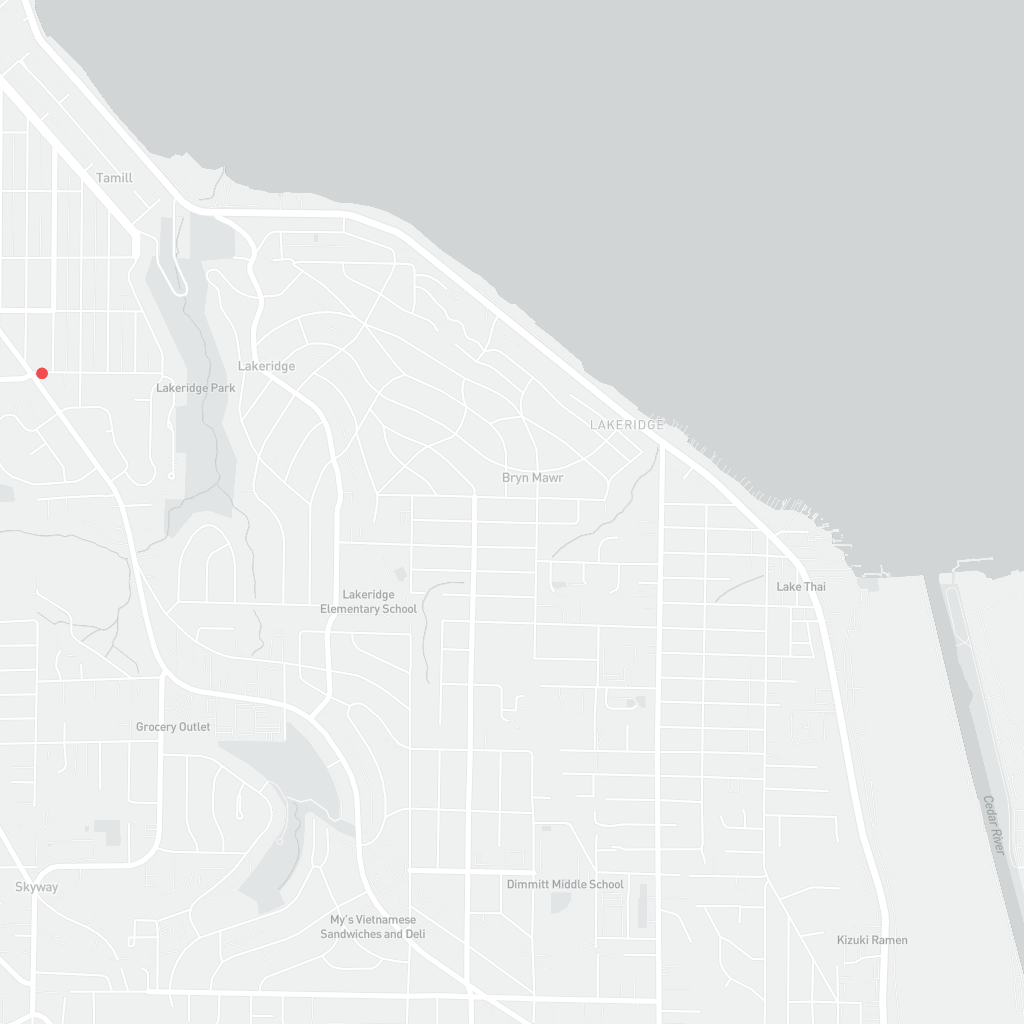 Tamill
Lakeridge
Lakeridge Park
LAKERIDGE
Bryn Mawr
Lakeridge
Elementary School
Lake Thai
Grocery Outlet
Cedar River
Skyway
Dimmitt Middle School
My's Vietnamese
Sandwiches and Deli
Kizuki Ramen